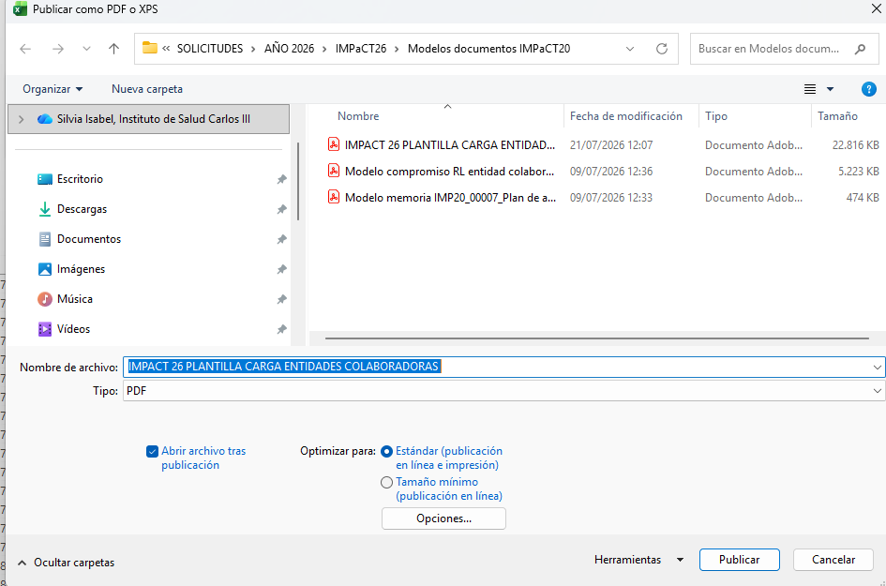 Publicar como PDF o XPS
« SOLICITUDES > AÑO 2026 > IMPaCT26 > Modelos documentos IMPaCT20
Buscar en Modelos docum...
Organizar
Nueva carpeta
Silvia Isabel, Instituto de Salud Carlos III
Escritorio
Descargas
Documentos
Imágenes
Música
Vídeos
Nombre Fecha de modificación Tipo Tamaño
IMPACT 26 PLANTILLA CARGA ENTIDAD... 21/07/2026 12:07 Documento Adob... 22.816 KB
Modelo compromiso RL entidad colabor... 09/07/2026 12:36 Documento Adob... 5.223 KB
Modelo memoria IMP20_00007_Plan de a... 09/07/2026 12:33 Documento Adob... 474 KB
Nombre de archivo: IMPACT 26 PLANTILLA CARGA ENTIDADES COLABORADORAS
Tipo: PDF
Abrir archivo tras
publicación
Optimizar para:
Estándar (publicación
en línea e impresión)
Tamaño mínimo
(publicación en línea)
Opciones...
Ocultar carpetas
Herramientas
Publicar
Cancelar